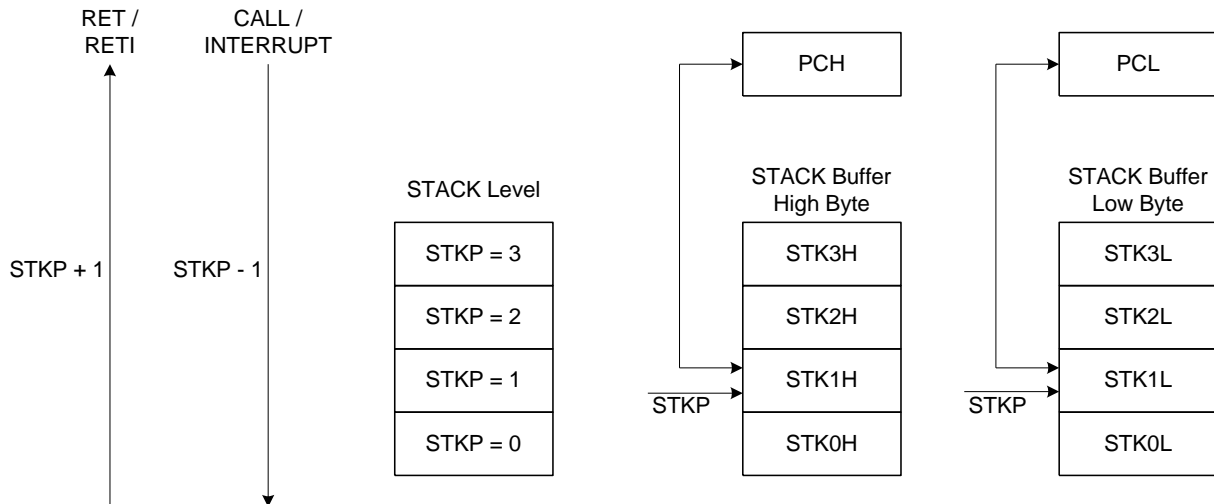 RET /
RETI
CALL /
INTERRUPT
PCH
PCL
STACK Level
STACK Buffer
High Byte
STACK Buffer
Low Byte
STKP + 1
STKP - 1
STKP = 3
STKP = 2
STKP = 1
STKP = 0
STK3H
STK2H
STK1H
STK0H
STKP
STK3L
STK2L
STK1L
STK0L
STKP